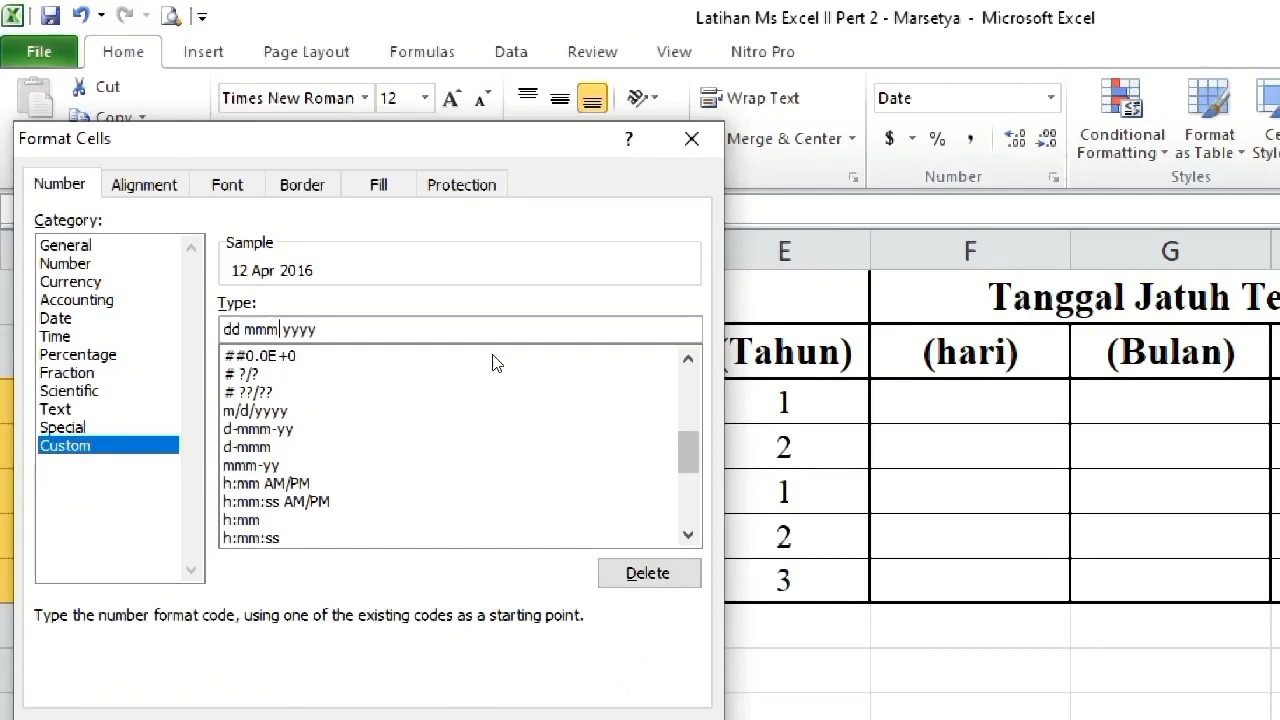 Latihan Ms Excel II Pert 2 - Marsetya - Microsoft Excel
File Home Insert Page Layout Formulas Data Review View Nitro Pro
Cut
Copy
Times New Roman 12
Wrap Text
Merge & Center
Date
$ % ,
Number
Conditional Formatting
Format as Table
Styles
Format Cells
? 
Number Alignment Font Border Fill Protection
Category:
General
Number
Currency
Accounting
Date
Time
Percentage
Fraction
Scientific
Text
Special
Custom
Sample
12 Apr 2016
Type:
dd mmm yyyy
##0.0E+0
# ?/?
# ??/??
m/d/yyyy
d-mmm-yy
d-mmm
mmm-yy
h:mm AM/PM
h:mm:ss AM/PM
h:mm
h:mm:ss
Delete
Type the number format code, using one of the existing codes as a starting point.
E F G
Tanggal Jatuh Te
(Tahun) (hari) (Bulan)
1
2
1
2
3